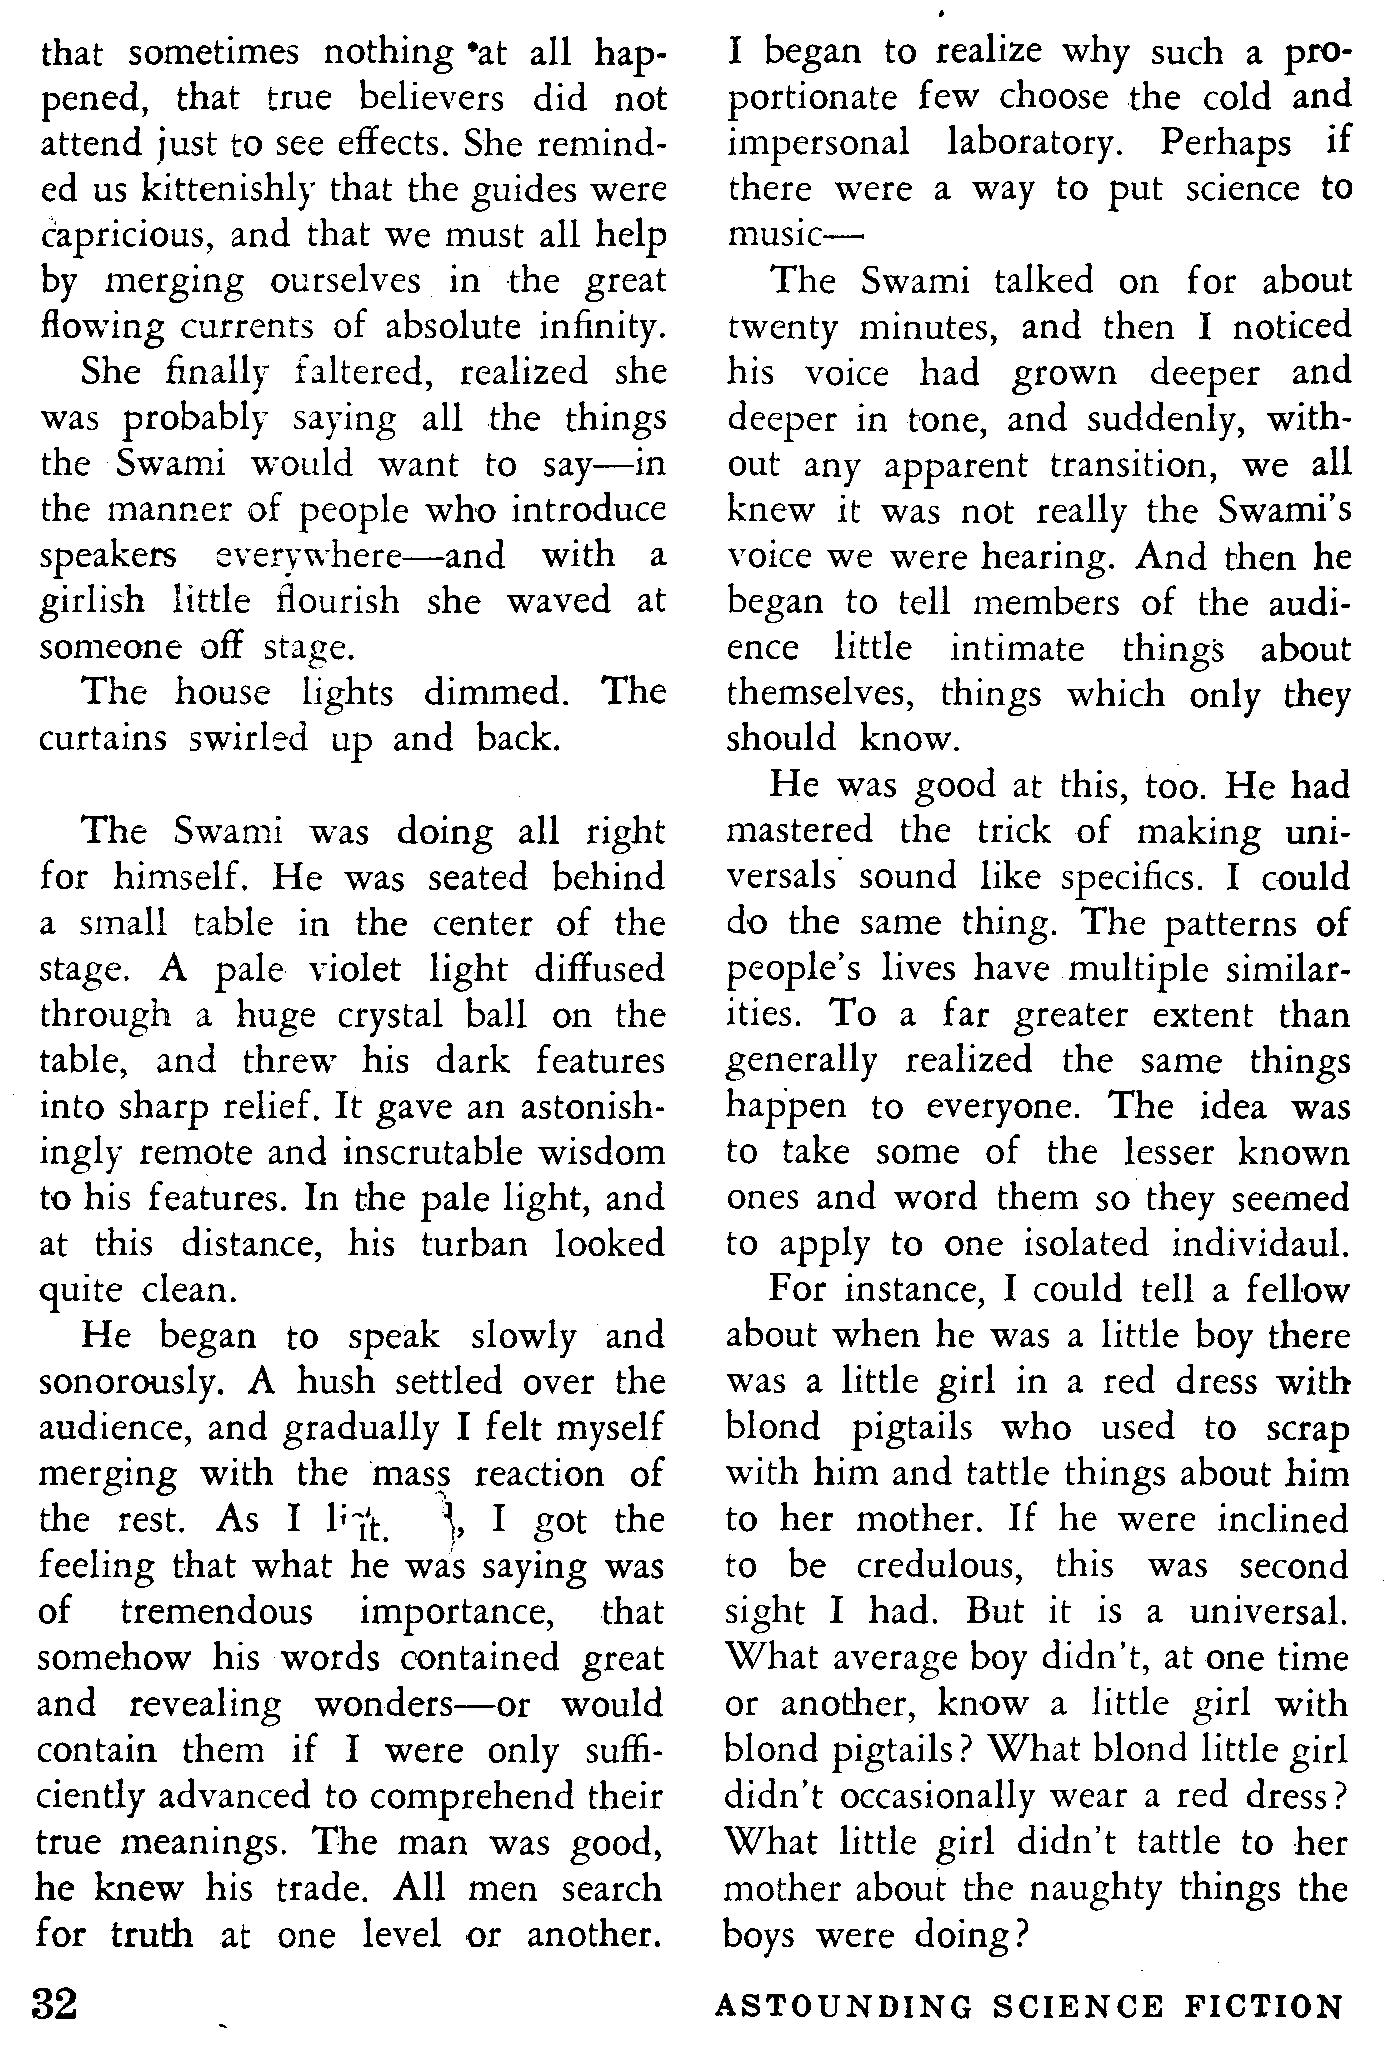 that sometimes nothing at all hap-
pened, that true believers did not
attend just to see effects. She remind-
ed us kittenishly that the guides were
capricious, and that we must all help
by merging ourselves in the great
flowing currents of absolute infinity.
She finally faltered, realized she
was probably saying all the things
the Swami would want to say—in
the manner of people who introduce
speakers everywhere—and with a
girlish little flourish she waved at
someone off stage.
The house lights dimmed. The
curtains swirled up and back.
The Swami was doing all right
for himself. He was seated behind
a small table in the center of the
stage. A pale violet light diffused
through a huge crystal ball on the
table, and threw his dark features
into sharp relief. It gave an astonish-
ingly remote and inscrutable wisdom
to his features. In the pale light, and
at this distance, his turban looked
quite clean.
He began to speak slowly and
sonorously. A hush settled over the
audience, and gradually I felt myself
merging with the mass reaction of
the rest. As I I got the
feeling that what he was saying was
of tremendous importance, that
somehow his words contained great
and revealing wonders—or would
contain them if I were only suffi-
ciently advanced to comprehend their
true meanings. The man was good,
he knew his trade. All men search
for truth at one level or another.
I began to realize why such a pro-
portionate few choose the cold and
impersonal laboratory. Perhaps if
there were a way to put science to
music—
The Swami talked on for about
twenty minutes, and then I noticed
his voice had grown deeper and
deeper in tone, and suddenly, with-
out any apparent transition, we all
knew it was not really the Swami's
voice we were hearing. And then he
began to tell members of the audi-
ence little intimate things about
themselves, things which only they
should know.
He was good at this, too. He had
mastered the trick of making uni-
versals sound like specifics. I could
do the same thing. The patterns of
people's lives have multiple similar-
ities. To a far greater extent than
generally realized the same things
happen to everyone. The idea was
to take some of the lesser known
ones and word them so they seemed
to apply to one isolated individaul.
For instance, I could tell a fellow
about when he was a little boy there
was a little girl in a red dress with
blond pigtails who used to scrap
with him and tattle things about him
to her mother. If he were inclined
to be credulous, this was second
sight I had. But it is a universal.
What average boy didn't, at one time
or another, know a little girl with
blond pigtails? What blond little girl
didn't occasionally wear a red dress?
What little girl didn't tattle to her
mother about the naughty things the
boys were doing?
32
ASTOUNDING SCIENCE FICTION